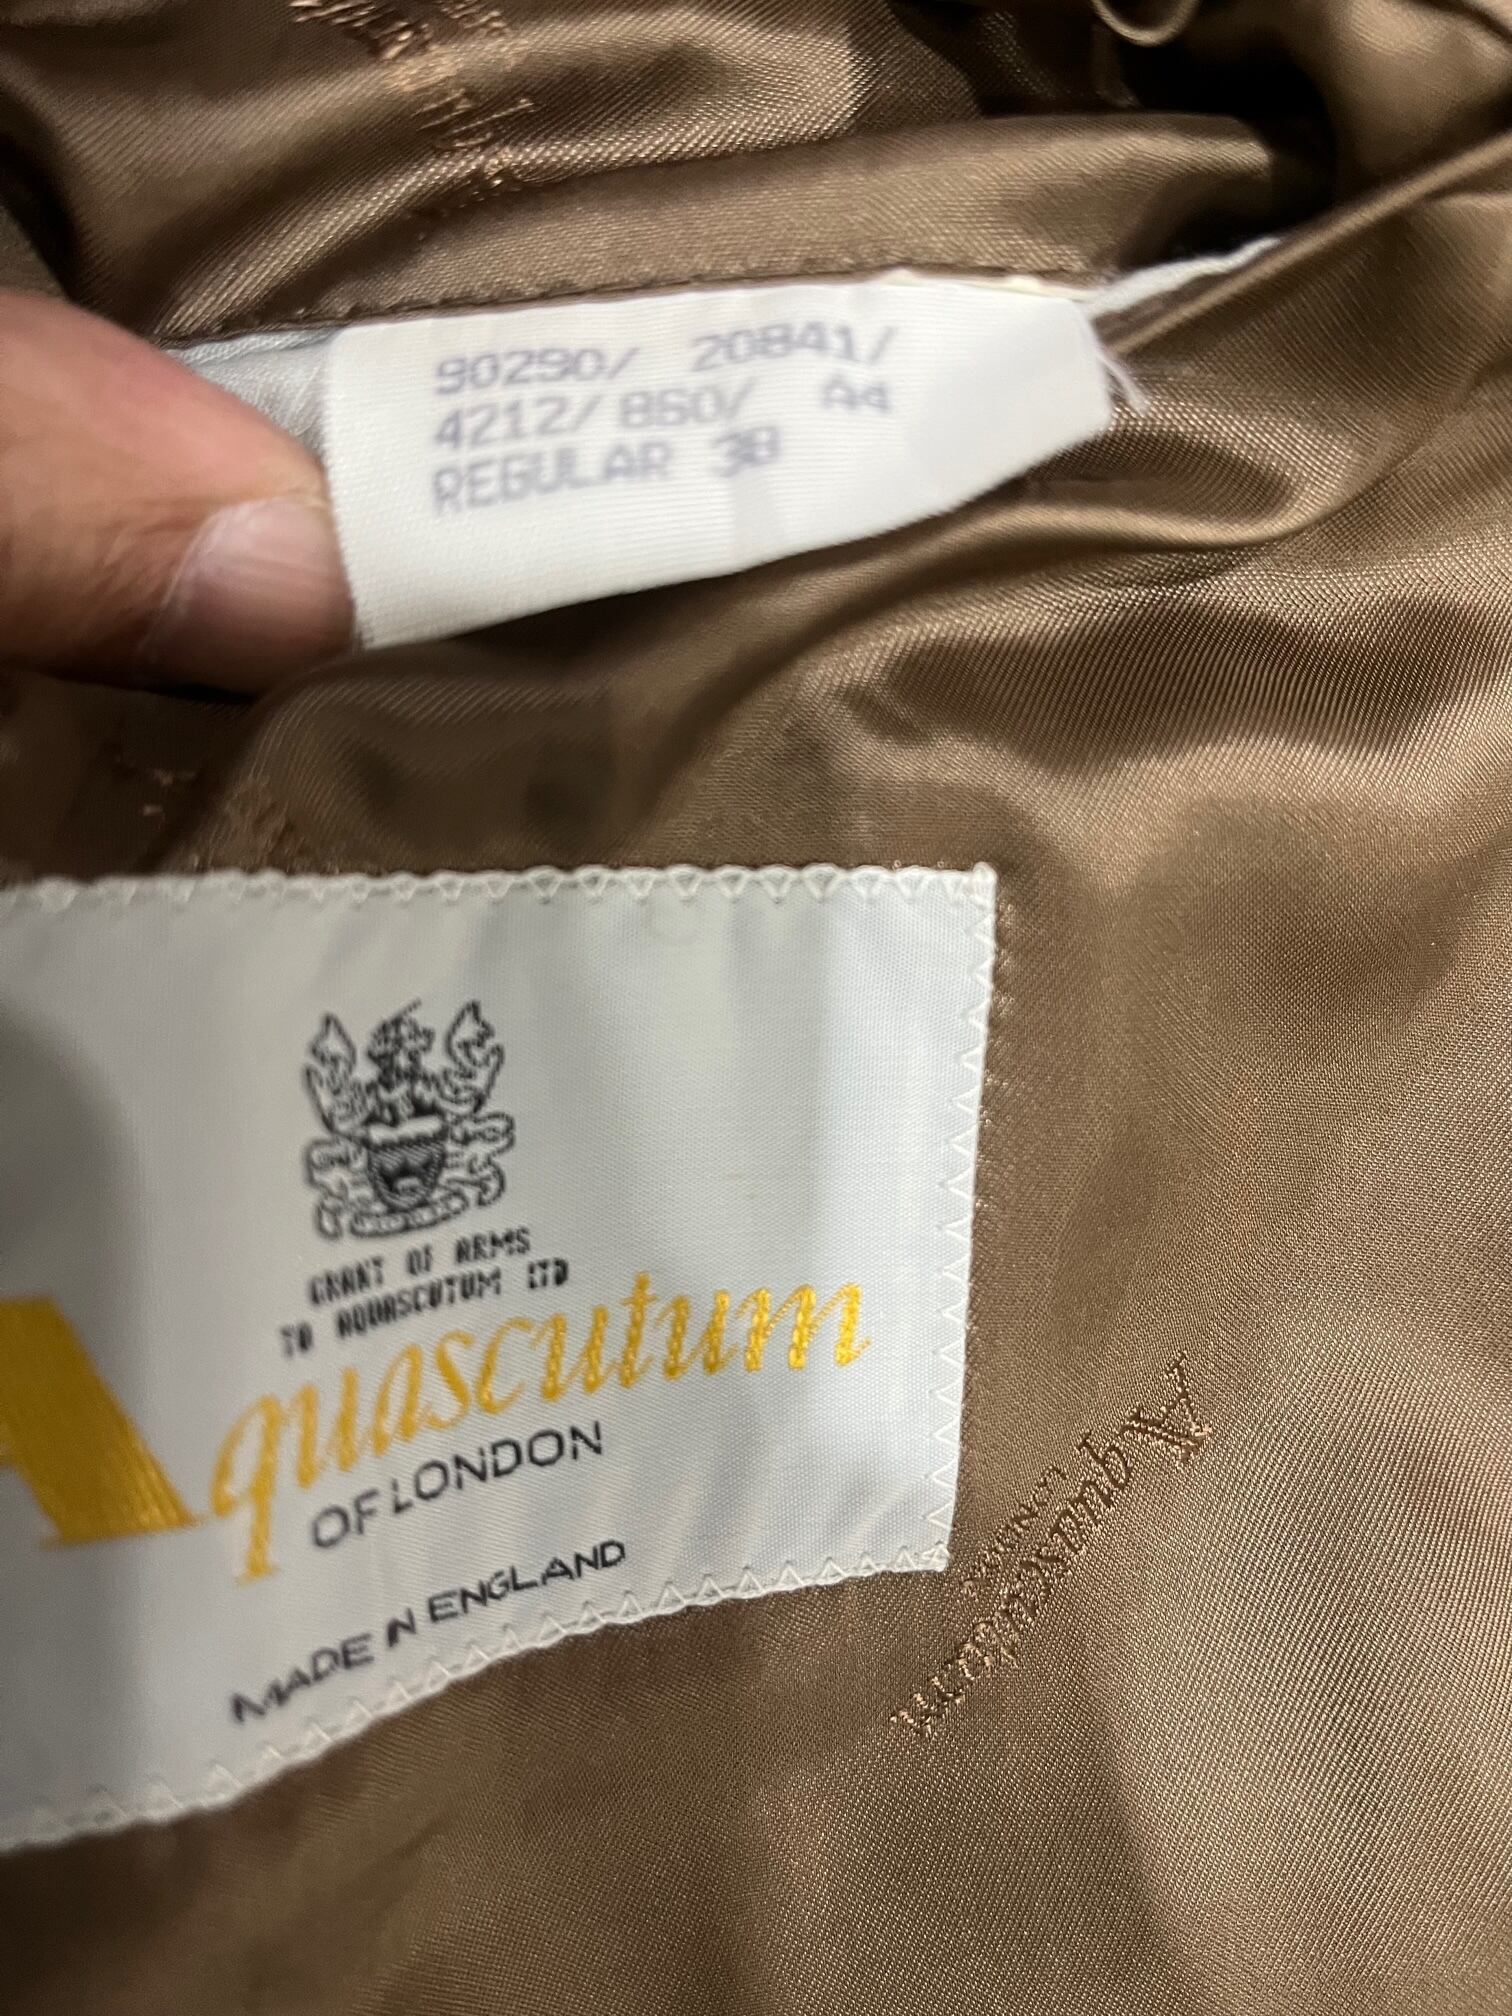 90290/ 20841/
4212/860/ A4
REGULAR 38
GRANT OF ARMS
TO AQUASCUTUM LTD
Aquascutum
OF LONDON
MADE IN ENGLAND
Aquascutum